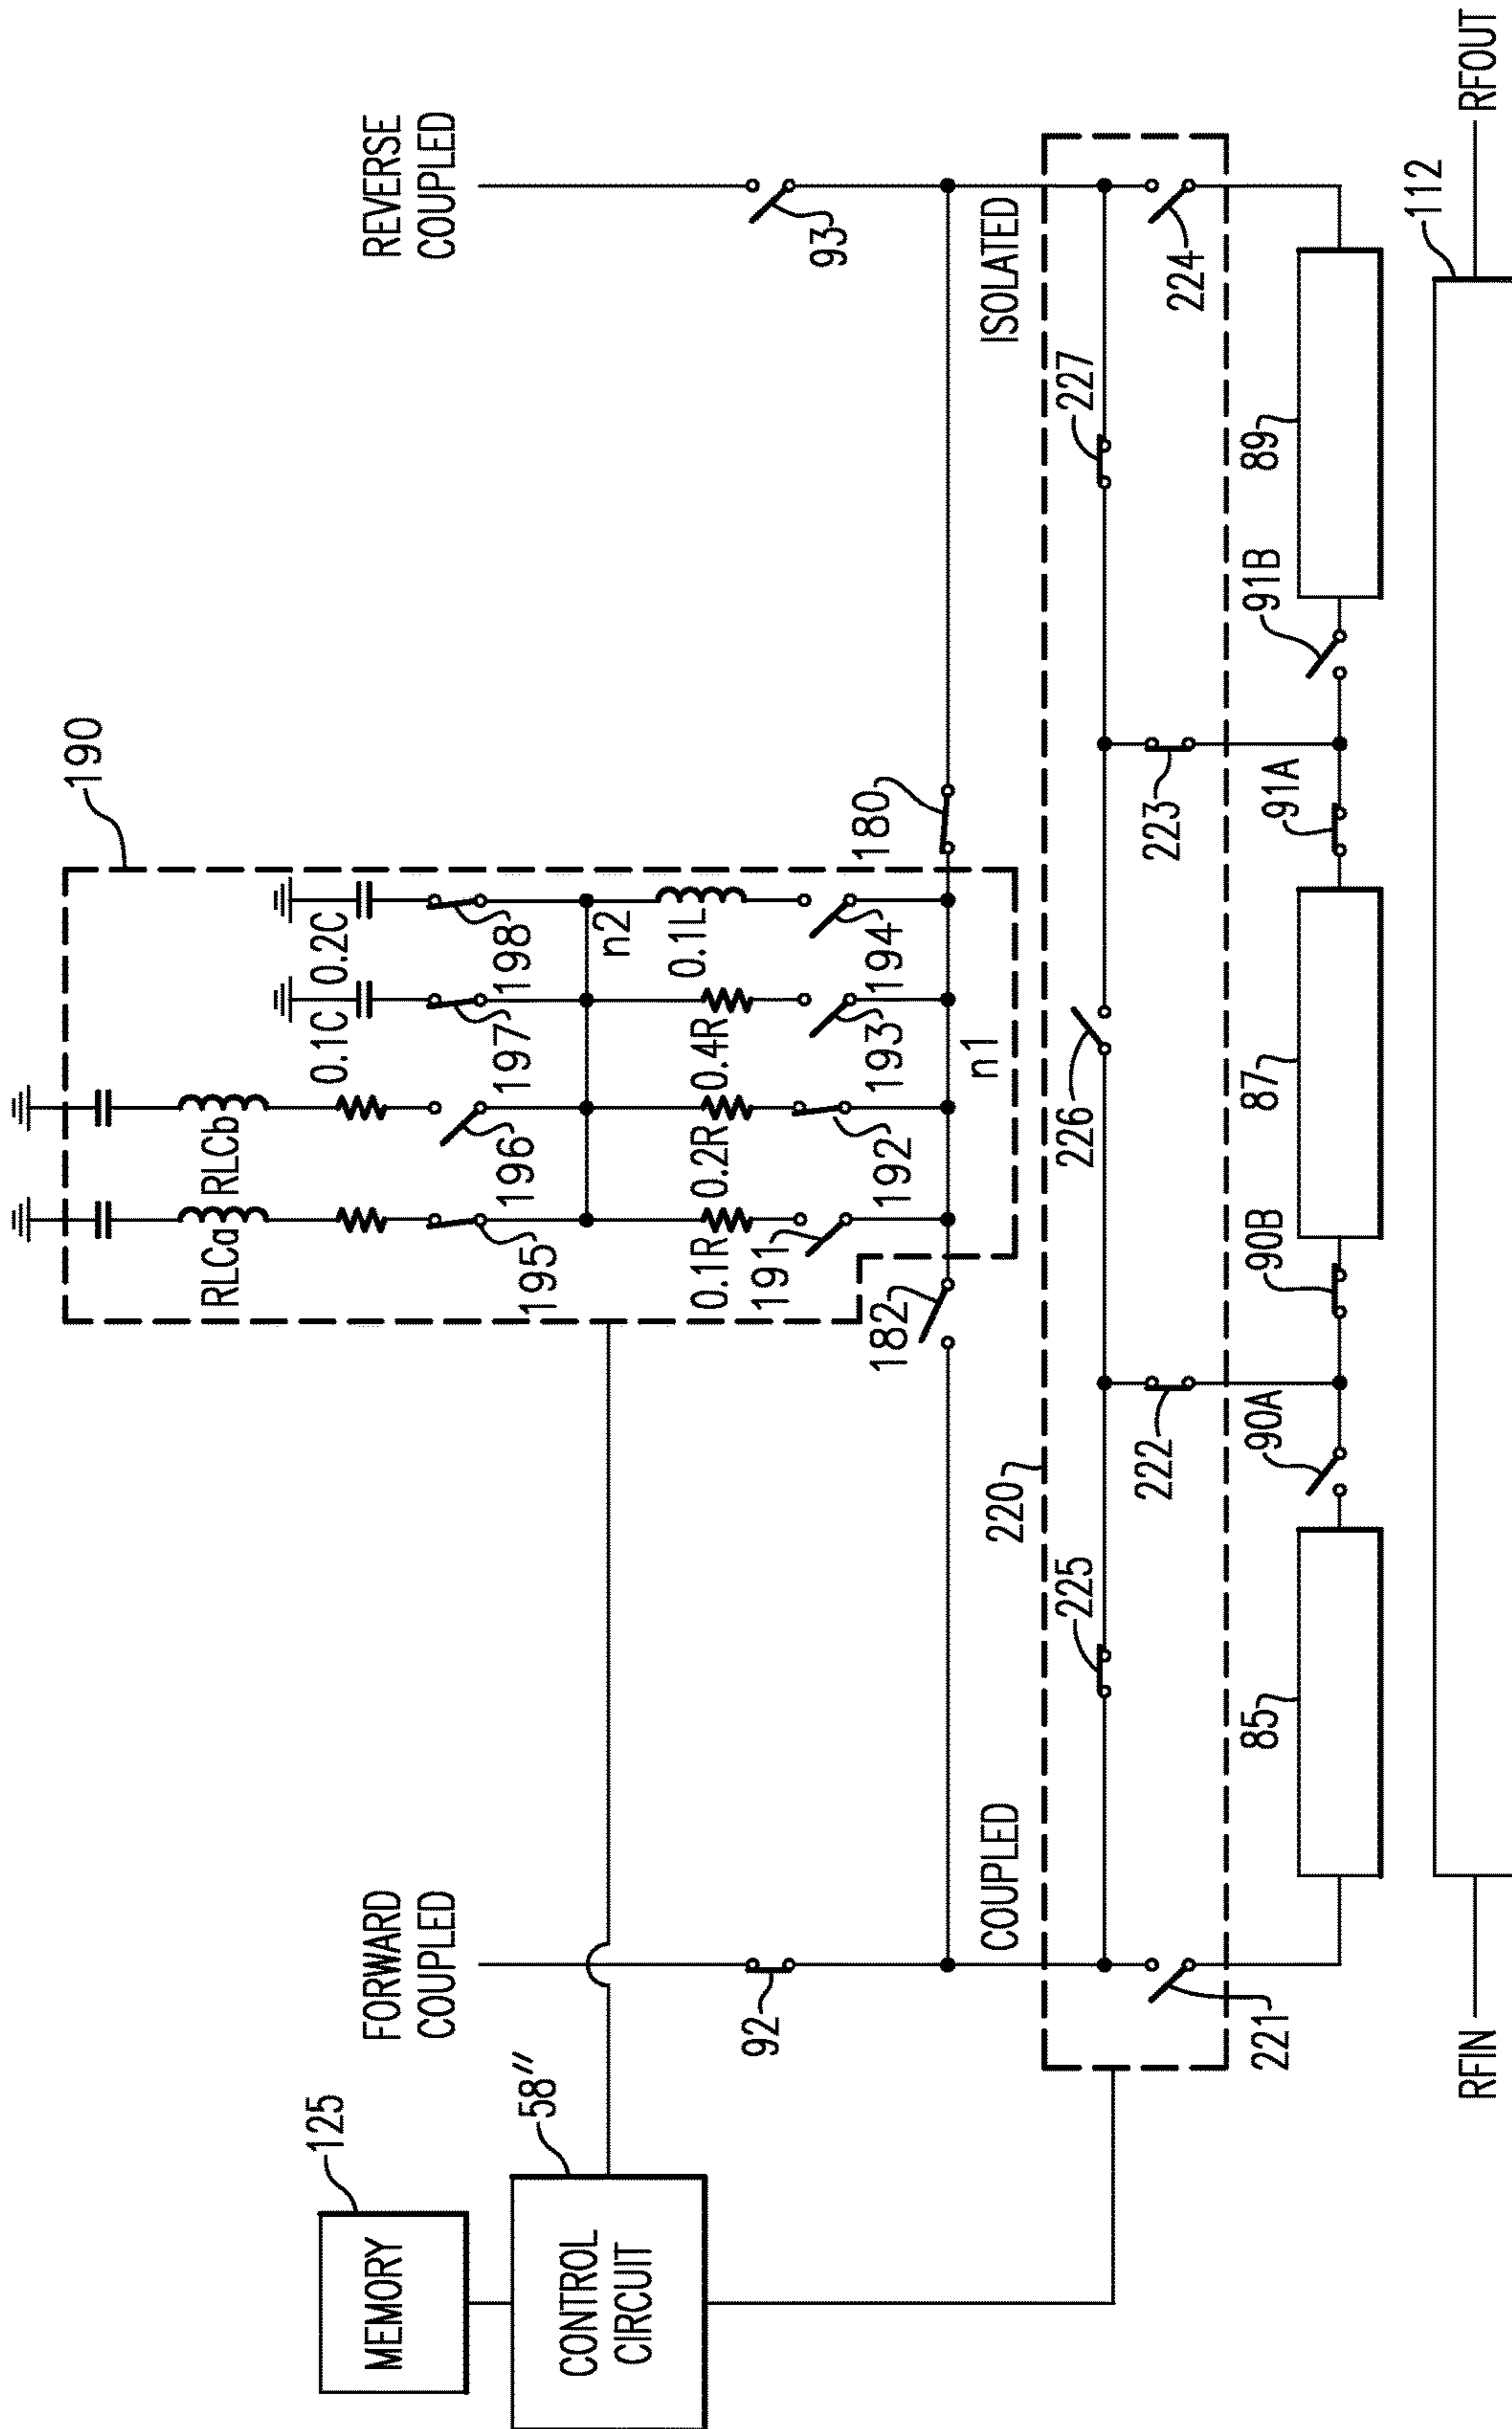 MEMORY
125
CONTROL
CIRCUIT
58"
FORWARD
COUPLED
92
REVERSE
COUPLED
93
190
RLCa
RLCb
0.1C
0.2C
195
196
197
198
n2
0.1R
0.2R
0.4R
0.1L
191
192
193
194
n1
182
180
COUPLED
ISOLATED
220
225
226
227
221
222
223
224
85
90A
90B
87
91A
91B
89
RFIN
112
RFOUT